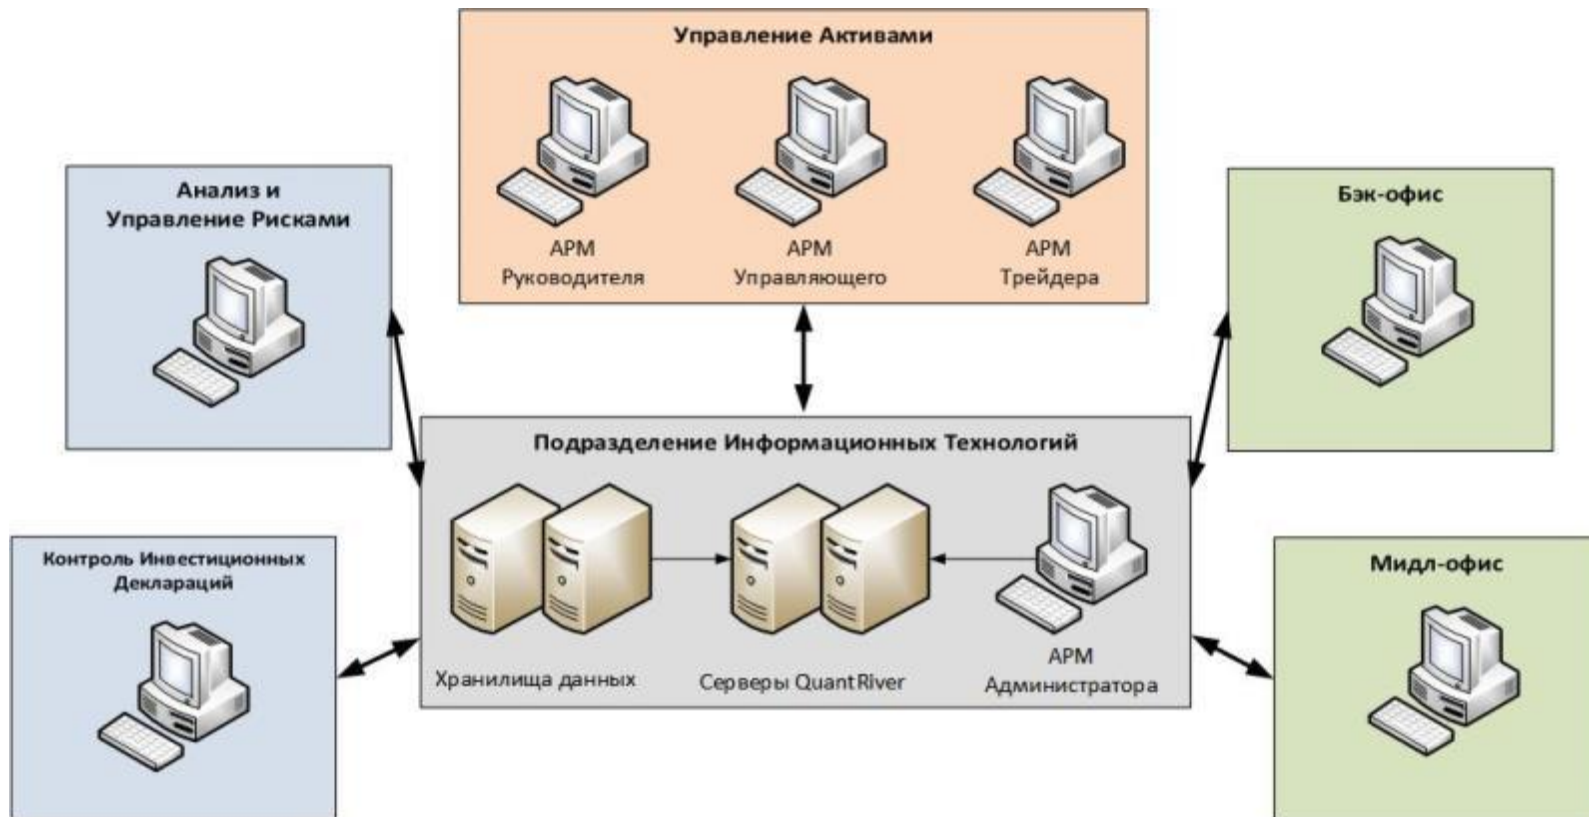 Управление Активами
АРМ
Руководителя
АРМ
Управляющего
АРМ
Трейдера
Анализ и
Управление Рисками
Бэк-офис
Подразделение Информационных Технологий
Хранилища данных
Серверы QuantRiver
АРМ
Администратора
Контроль Инвестиционных
Деклараций
Мидл-офис